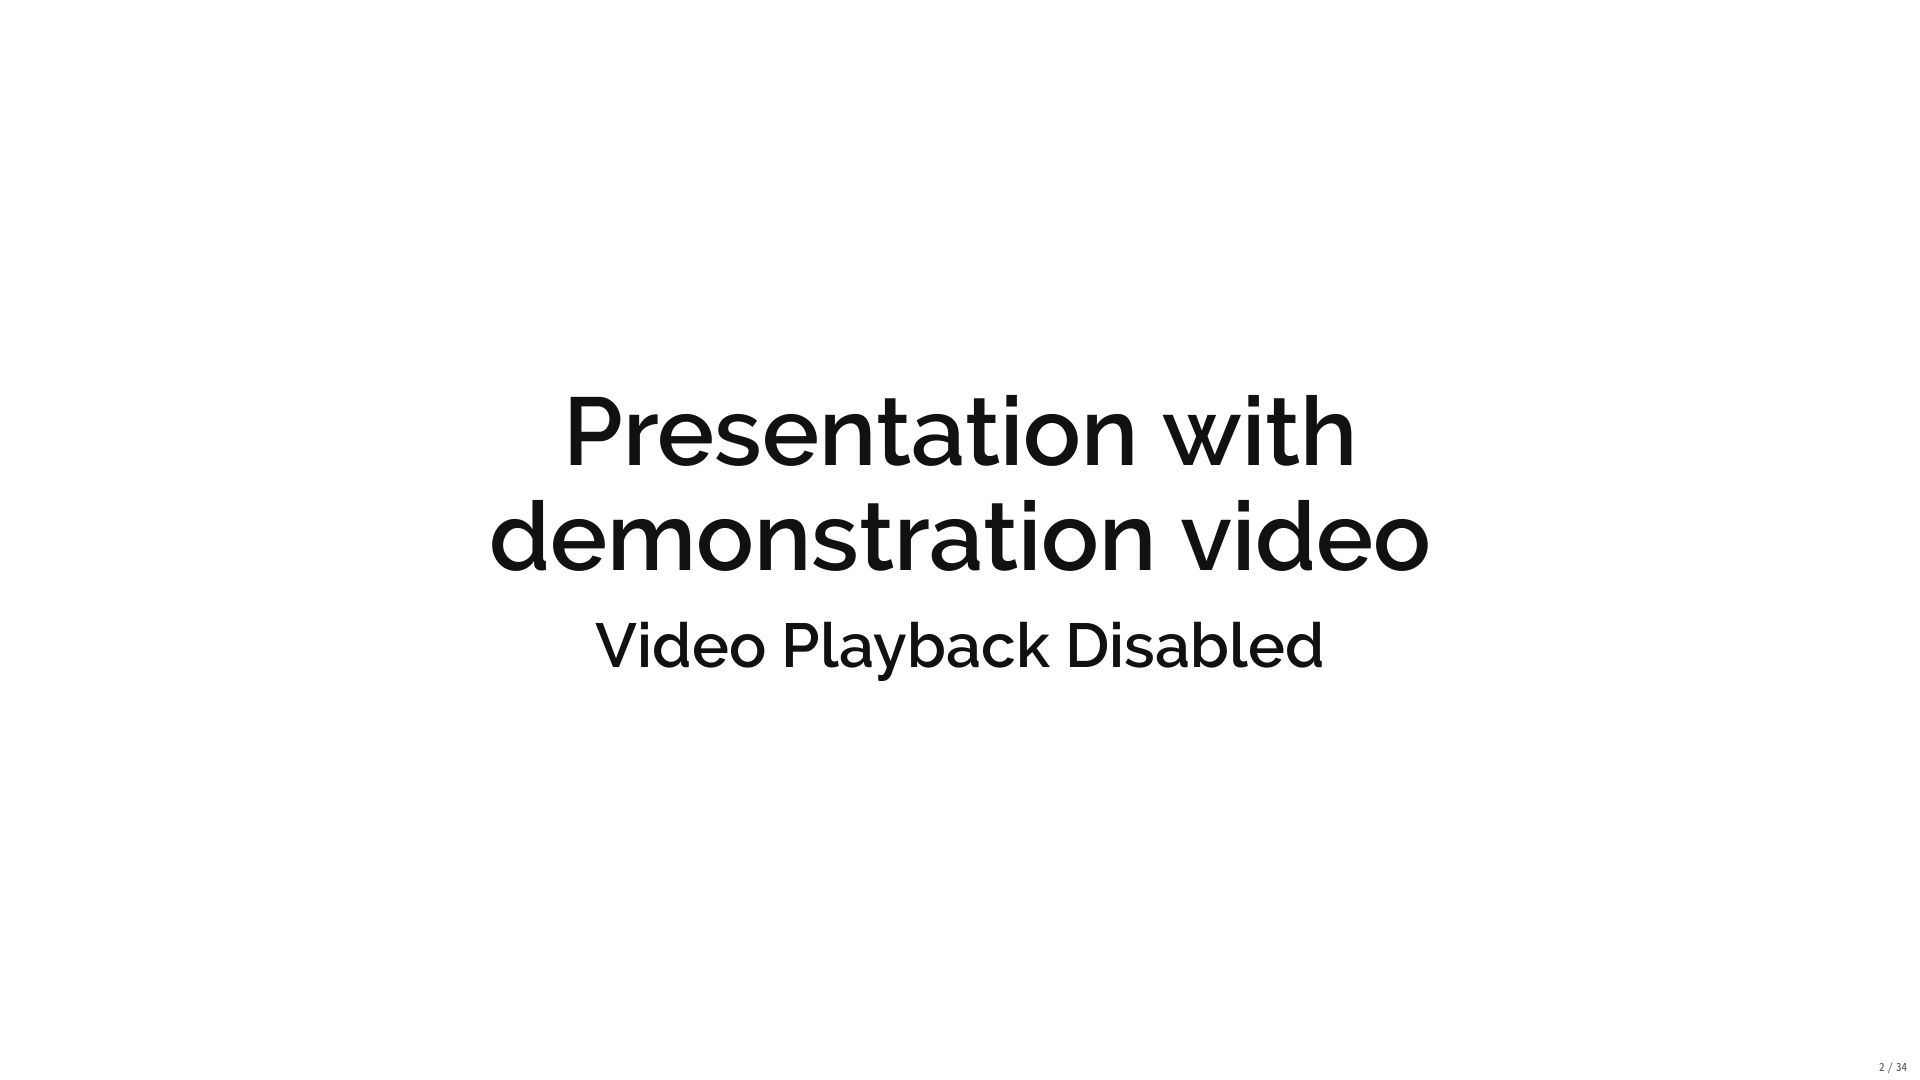 Presentation with
demonstration video
Video Playback Disabled
2 / 34